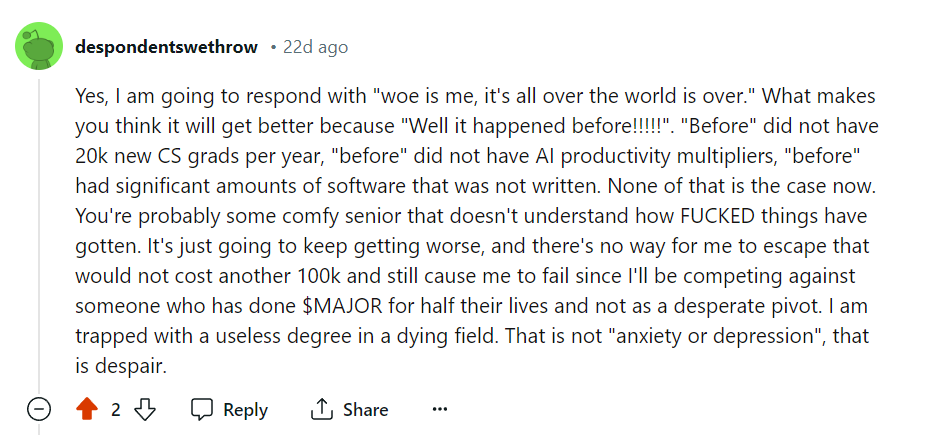 despondentswethrow • 22d ago
Yes, I am going to respond with "woe is me, it's all over the world is over." What makes
you think it will get better because "Well it happened before!!!!!". "Before" did not have
20k new CS grads per year, "before" did not have AI productivity multipliers, "before"
had significant amounts of software that was not written. None of that is the case now.
You're probably some comfy senior that doesn't understand how FUCKED things have
gotten. It's just going to keep getting worse, and there's no way for me to escape that
would not cost another 100k and still cause me to fail since I'll be competing against
someone who has done $MAJOR for half their lives and not as a desperate pivot. I am
trapped with a useless degree in a dying field. That is not "anxiety or depression", that
is despair.
2 Reply Share